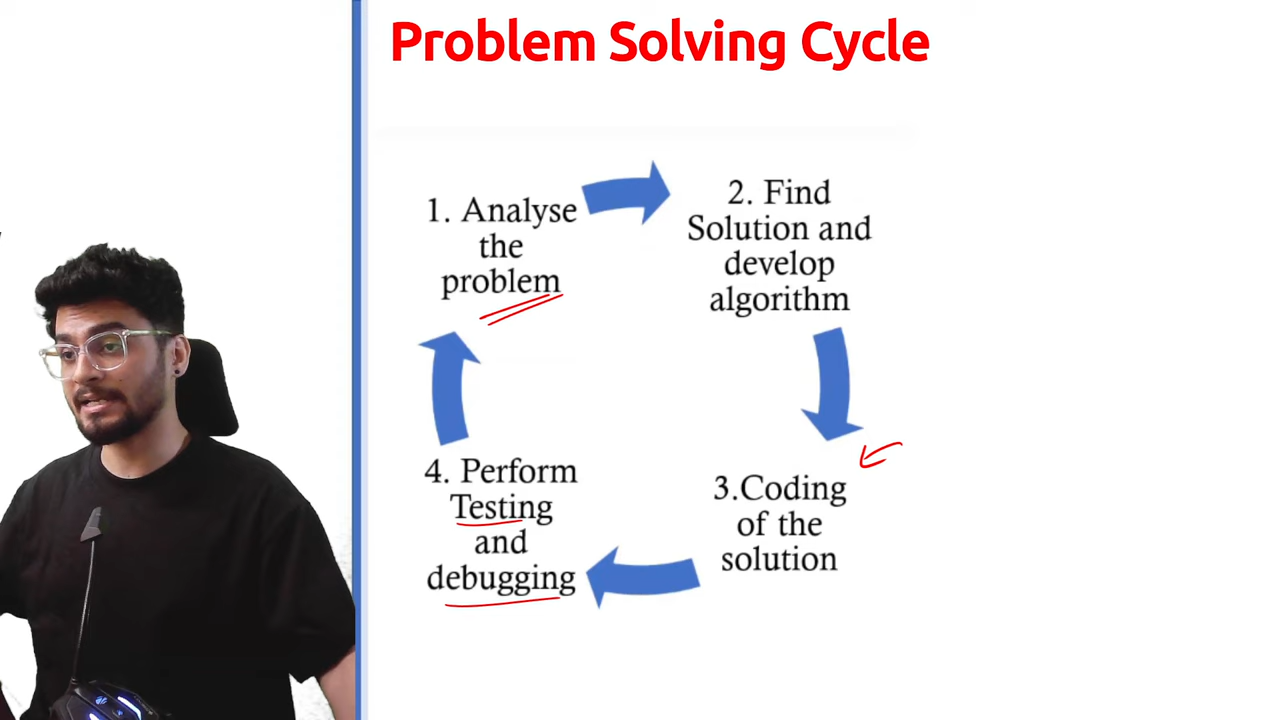 Problem Solving Cycle
1. Analyse
the
problem
2. Find
Solution and
develop
algorithm
3.Coding
of the
solution
4. Perform
Testing
and
debugging